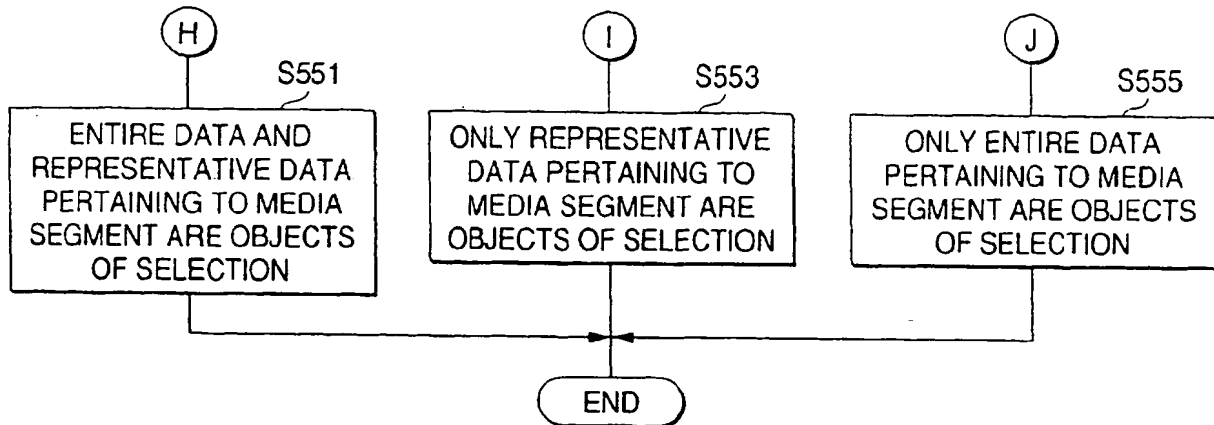 H
S551
ENTIRE DATA AND
REPRESENTATIVE DATA
PERTAINING TO MEDIA
SEGMENT ARE OBJECTS
OF SELECTION
I
S553
ONLY REPRESENTATIVE
DATA PERTAINING TO
MEDIA SEGMENT ARE
OBJECTS OF SELECTION
J
S555
ONLY ENTIRE DATA
PERTAINING TO MEDIA
SEGMENT ARE OBJECTS
OF SELECTION
END